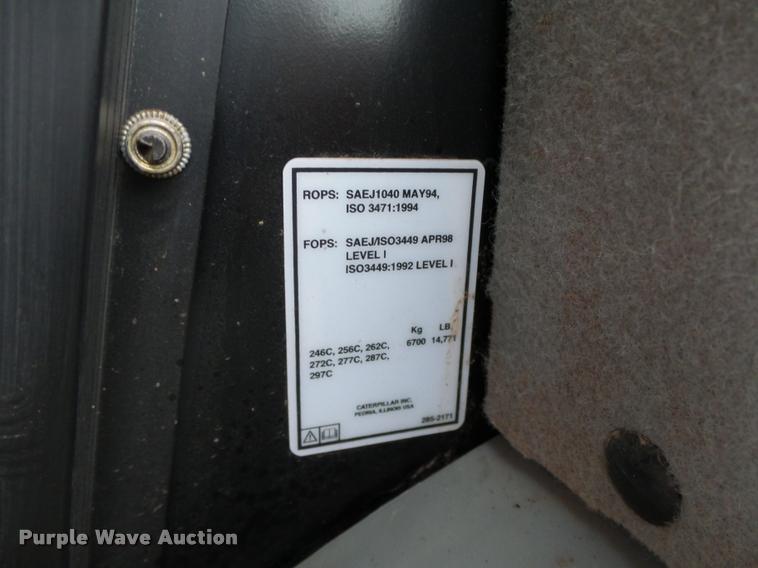 ROPS: SAEJ1040 MAY94,
ISO 3471:1994
FOPS: SAEJ/ISO3449 APR98
LEVEL I
ISO3449:1992 LEVEL I
Kg LB.
246C, 256C, 262C, 6700 14,771
272C, 277C, 287C,
297C
CATERPILLAR INC.
PEORIA, ILLINOIS USA
285-2171
Purple Wave Auction